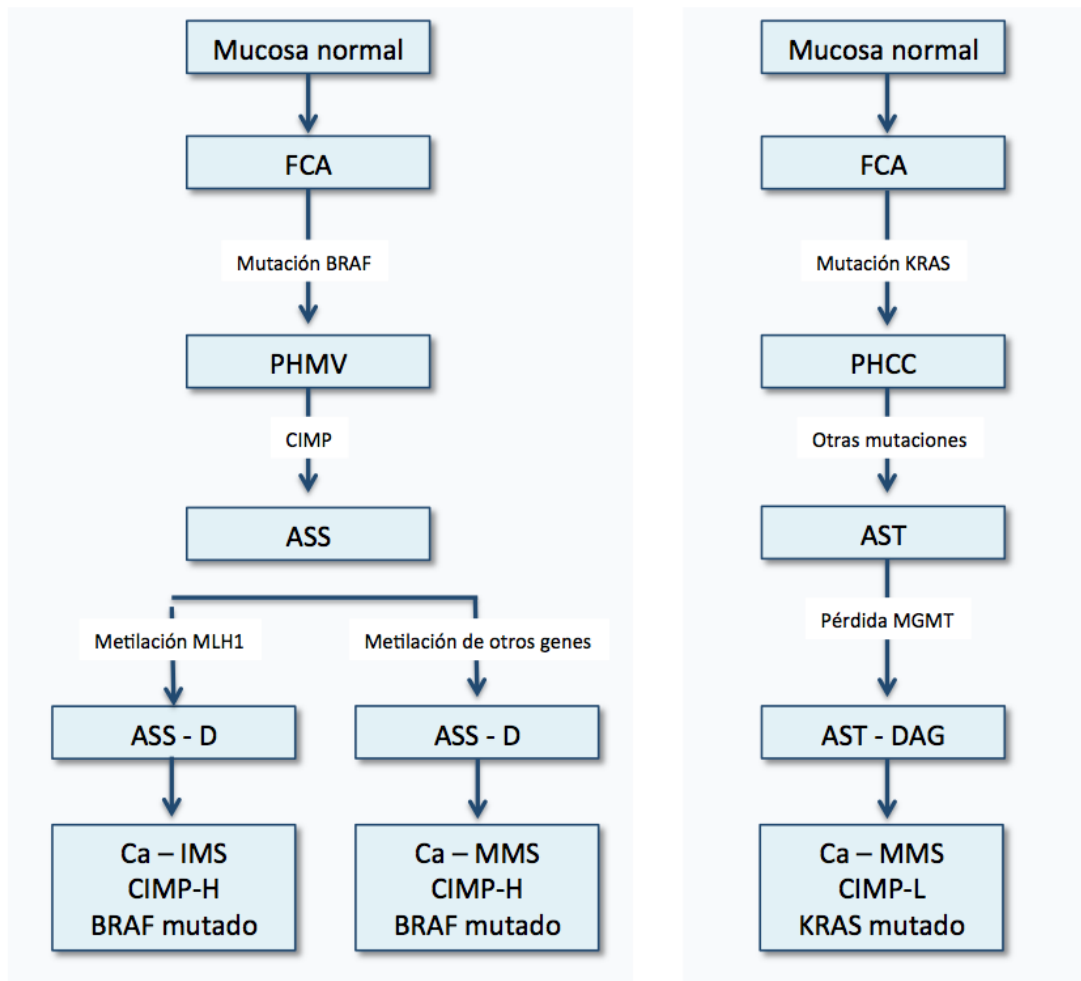 Mucosa normal
FCA
Mutación BRAF
PHMV
CIMP
ASS
Metilación MLH1
Metilación de otros genes
ASS - D
ASS - D
Ca – IMS
CIMP-H
BRAF mutado
Ca – MMS
CIMP-H
BRAF mutado
Mucosa normal
FCA
Mutación KRAS
PHCC
Otras mutaciones
AST
Pérdida MGMT
AST - DAG
Ca – MMS
CIMP-L
KRAS mutado